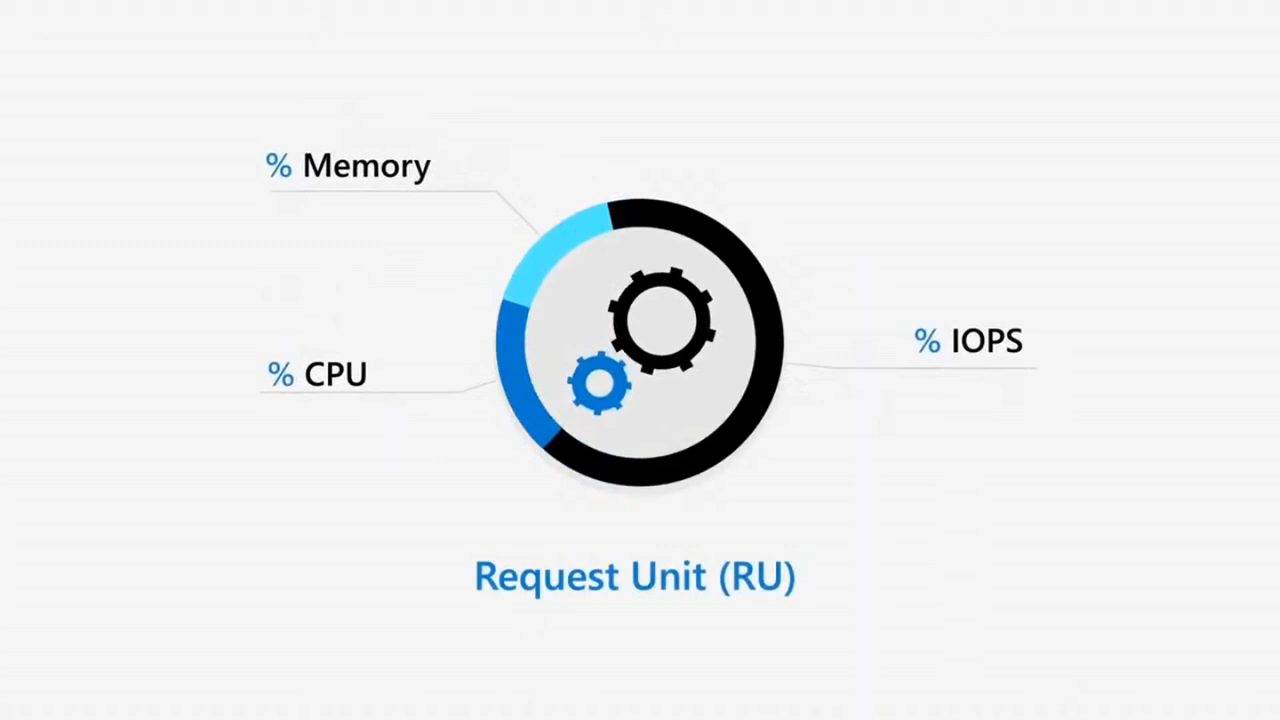 % Memory
% IOPS
% CPU
Request Unit (RU)